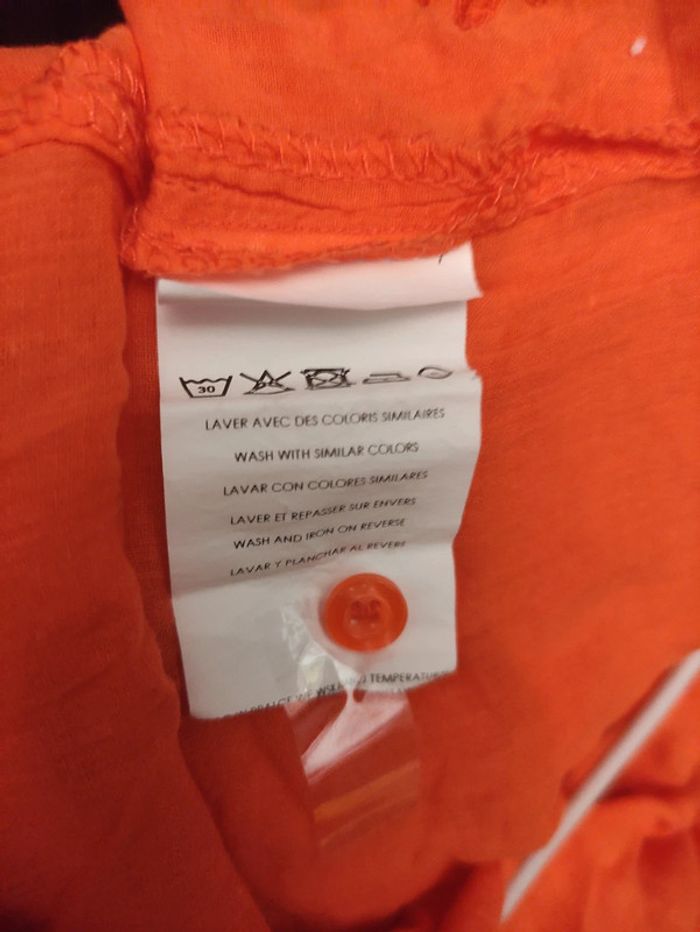 30
LAVER AVEC DES COLORIS SIMILAIRES
WASH WITH SIMILAR COLORS
LAVAR CON COLORES SIMILARES
LAVER ET REPASSER SUR ENVERS
WASH AND IRON ON REVERSE
LAVAR Y PLANCHAR AL REVERS